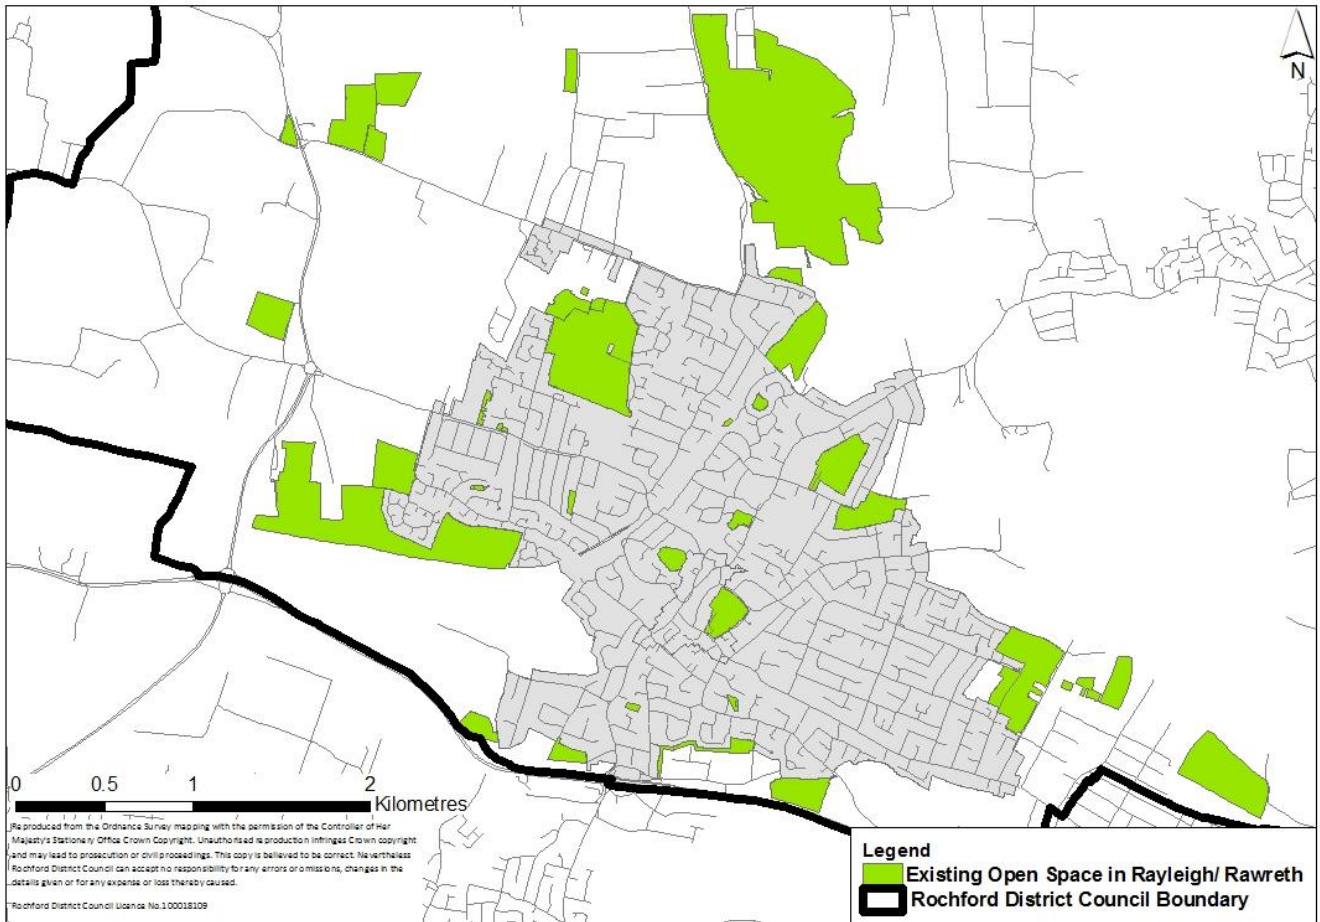 N
0 0.5 1 2
Kilometres
Reproduced from the Ordnance Survey mapping with the permission of the Controller of Her
Majesty's Stationery Office Crown Copyright. Unauthorised reproduction infringes Crown copyright
and may lead to prosecution or civil proceedings. This copy is believed to be correct. Nevertheless
Rochford District Council can accept no responsibility for any errors or omissions, changes in the
details given or for any expense or loss thereby caused.
Rochford District Council Licence No.100018109
Legend
Existing Open Space in Rayleigh/ Rawreth
Rochford District Council Boundary